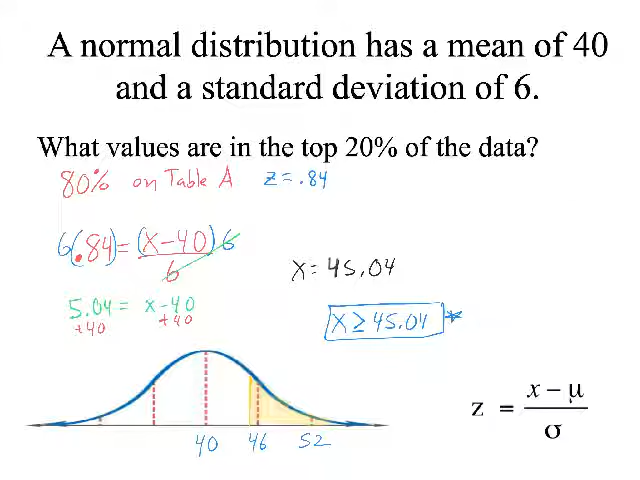 A normal distribution has a mean of 40
and a standard deviation of 6.
What values are in the top 20% of the data?
80% on Table A z = .84
6(.84) = (x-40)6
6
x = 45.04
5.04 = x-40
+40 +40
x ≥ 45.04 *
z = x − μ
σ
40 46 52